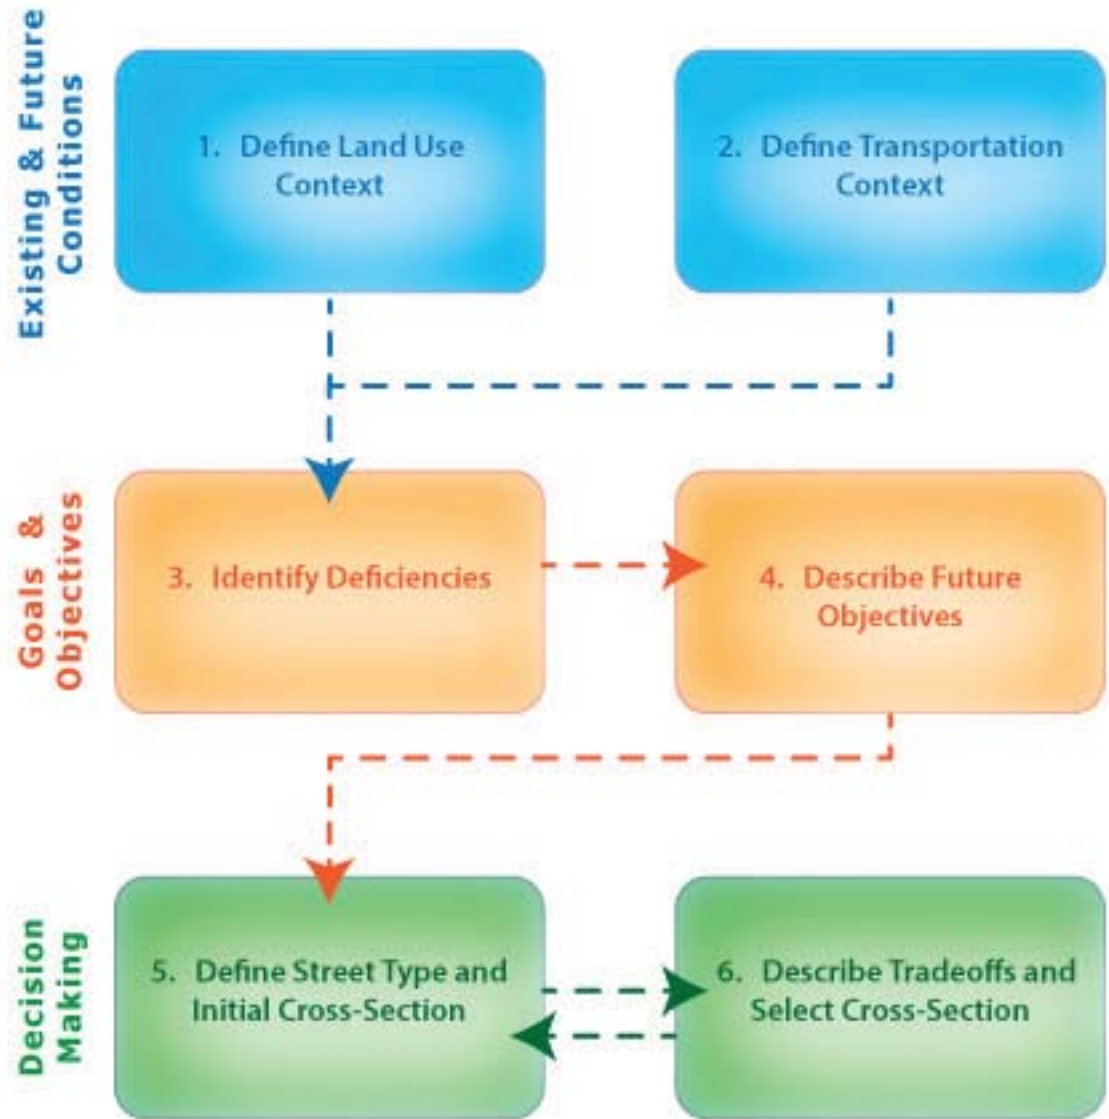 Existing & Future
Conditions
1. Define Land Use
Context
2. Define Transportation
Context
Goals &
Objectives
3. Identify Deficiencies
4. Describe Future
Objectives
Decision
Making
5. Define Street Type and
Initial Cross-Section
6. Describe Tradeoffs and
Select Cross-Section